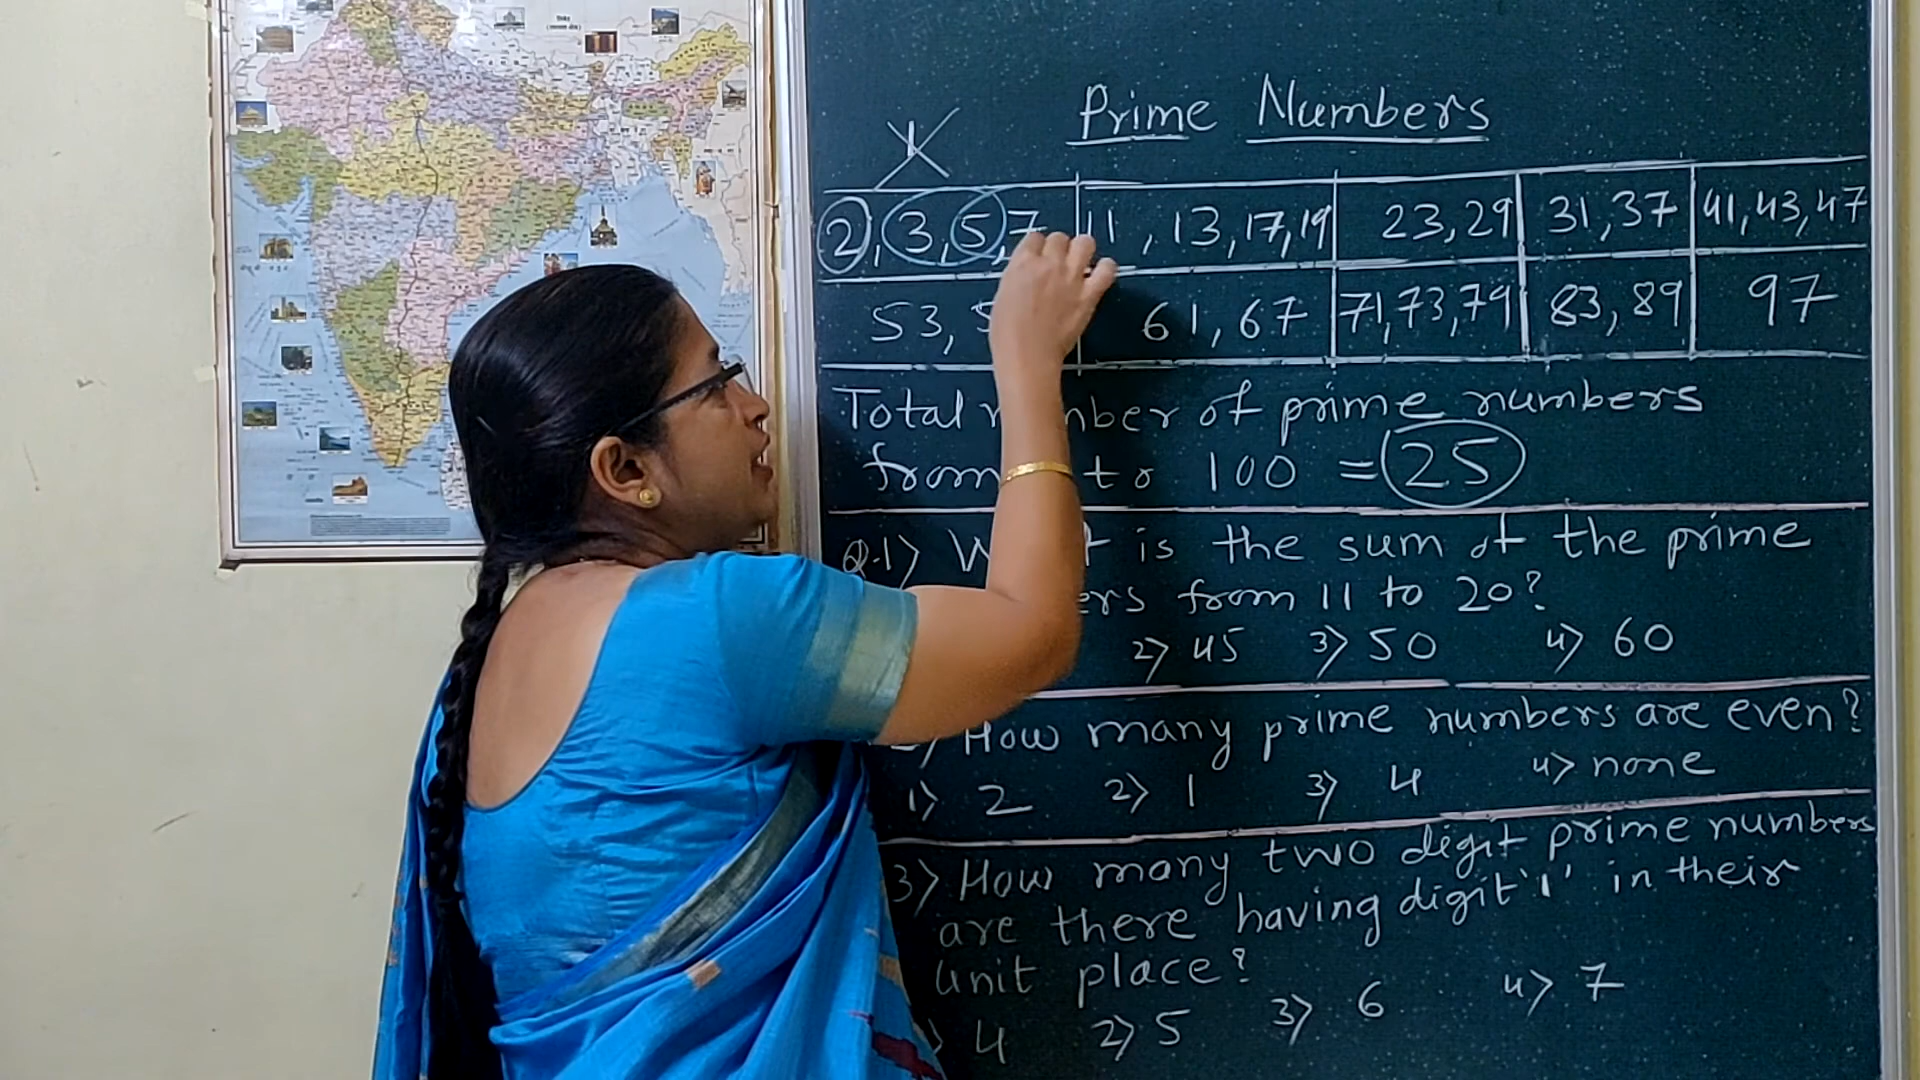 Prime Numbers
1
2, 3, 5, 7 11, 13, 17, 19 23, 29 31, 37 41, 43, 47
53, 61, 67 71, 73, 79 83, 89 97
Total of prime numbers
from to 100 = 25
Q.1) is the sum of the prime
from 11 to 20?
2) 45 3) 50 4) 60
How many prime numbers are even?
1) 2 2) 1 3) 4 4) none
3) How many two digit prime numbers
are there having digit '1' in their
unit place?
) 4 2) 5 3) 6 4) 7